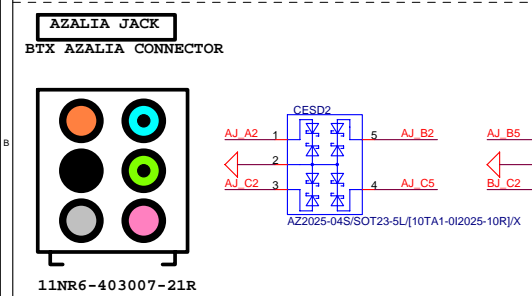 AZALIA JACK
BTX AZALIA CONNECTOR
B
CESD2
AJ_A2 1 5 AJ_B2 AJ_B5
2
AJ_C2 3 4 AJ_C5 BJ_C2
AZ2025-04S/SOT23-5L/[10TA1-0I2025-10R]/X
11NR6-403007-21R